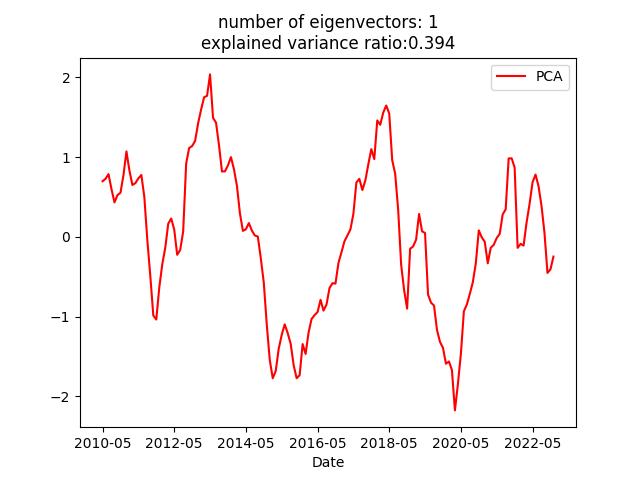 number of eigenvectors: 1
explained variance ratio:0.394
PCA
2
1
0
−1
−2
2010-05 2012-05 2014-05 2016-05 2018-05 2020-05 2022-05
Date